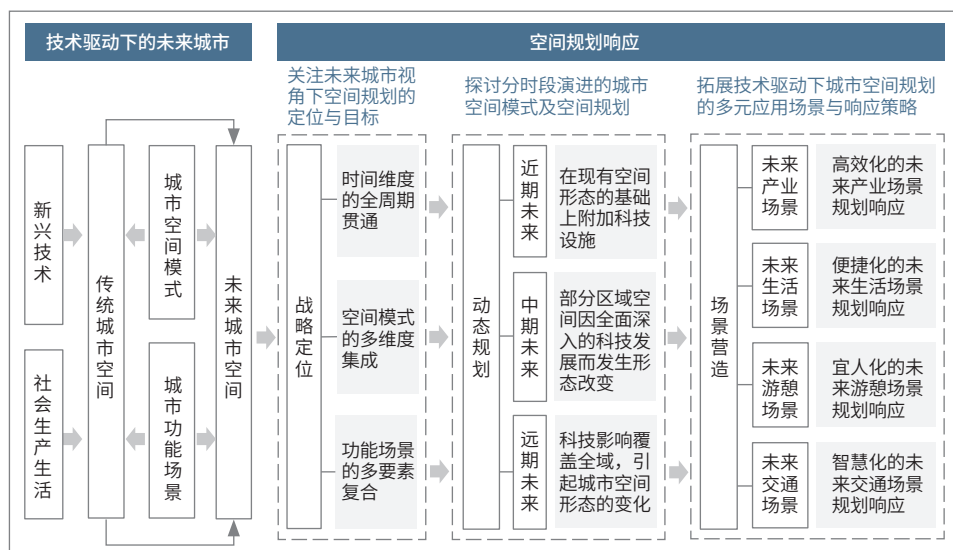 技术驱动下的未来城市
空间规划响应
关注未来城市视
角下空间规划的
定位与目标
探讨分时段演进的城市
空间模式及空间规划
拓展技术驱动下城市空间规划
的多元应用场景与响应策略
新兴技术
社会生产生活
传统城市空间
城市空间模式
城市功能场景
未来城市空间
战略定位
时间维度
的全周期
贯通
空间模式
的多维度
集成
功能场景
的多要素
复合
动态规划
近期未来
在现有空间
形态的基础
上附加科技
设施
中期未来
部分区域空
间因全面深
入的科技发
展而发生形
态改变
远期未来
科技影响覆
盖全域，引
起城市空间
形态的变化
场景营造
未来
产业
场景
高效化的未
来产业场景
规划响应
未来
生活
场景
便捷化的未
来生活场景
规划响应
未来
游憩
场景
宜人化的未
来游憩场景
规划响应
未来
交通
场景
智慧化的未
来交通场景
规划响应